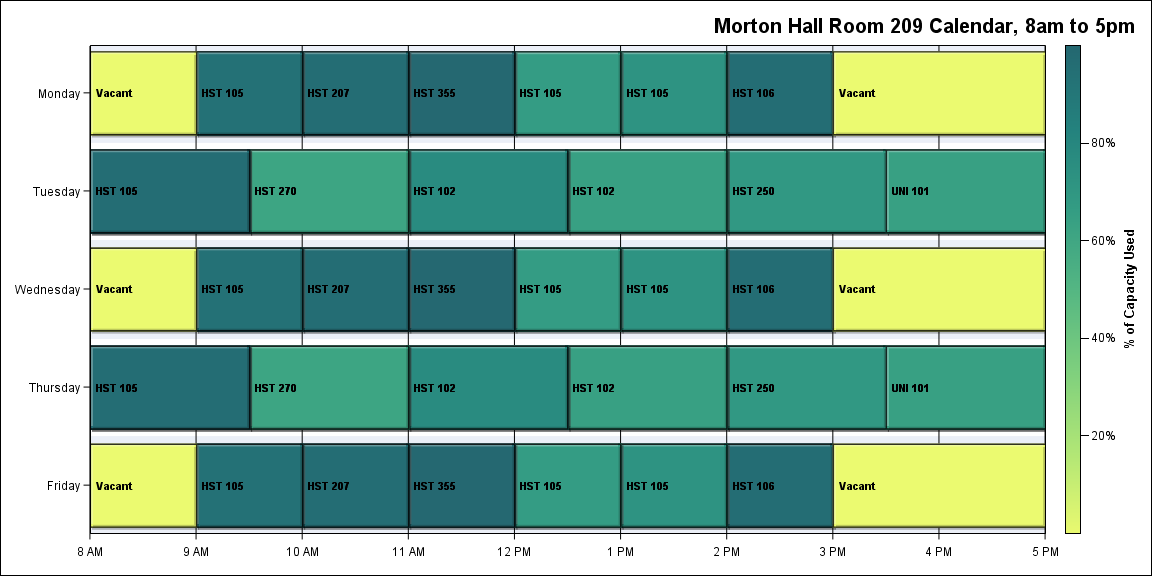 Morton Hall Room 209 Calendar, 8am to 5pm
Monday
Vacant
HST 105
HST 207
HST 355
HST 105
HST 105
HST 106
Vacant
Tuesday
HST 105
HST 270
HST 102
HST 102
HST 250
UNI 101
Wednesday
Vacant
HST 105
HST 207
HST 355
HST 105
HST 105
HST 106
Vacant
Thursday
HST 105
HST 270
HST 102
HST 102
HST 250
UNI 101
Friday
Vacant
HST 105
HST 207
HST 355
HST 105
HST 105
HST 106
Vacant
8 AM
9 AM
10 AM
11 AM
12 PM
1 PM
2 PM
3 PM
4 PM
5 PM
80%
60%
40%
20%
% of Capacity Used